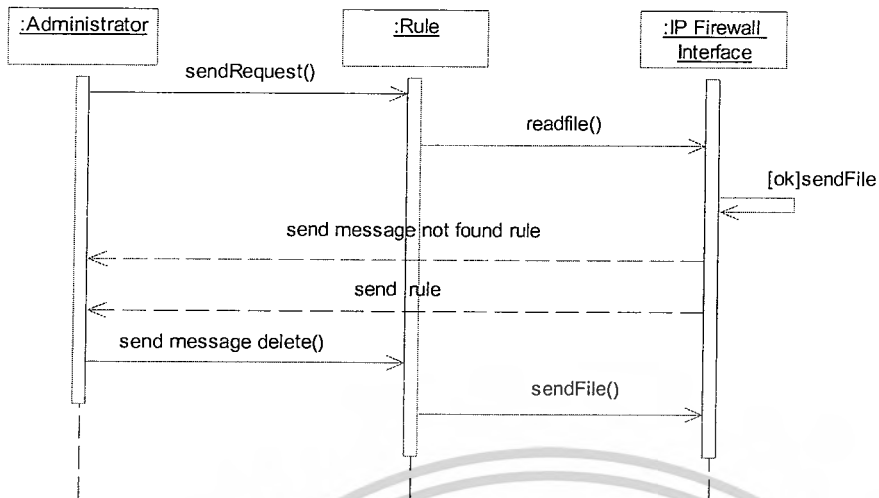 :Administrator
:Rule
:IP Firewall
Interface
sendRequest()
readfile()
[ok]sendFile
send message not found rule
send rule
send message delete()
sendFile()